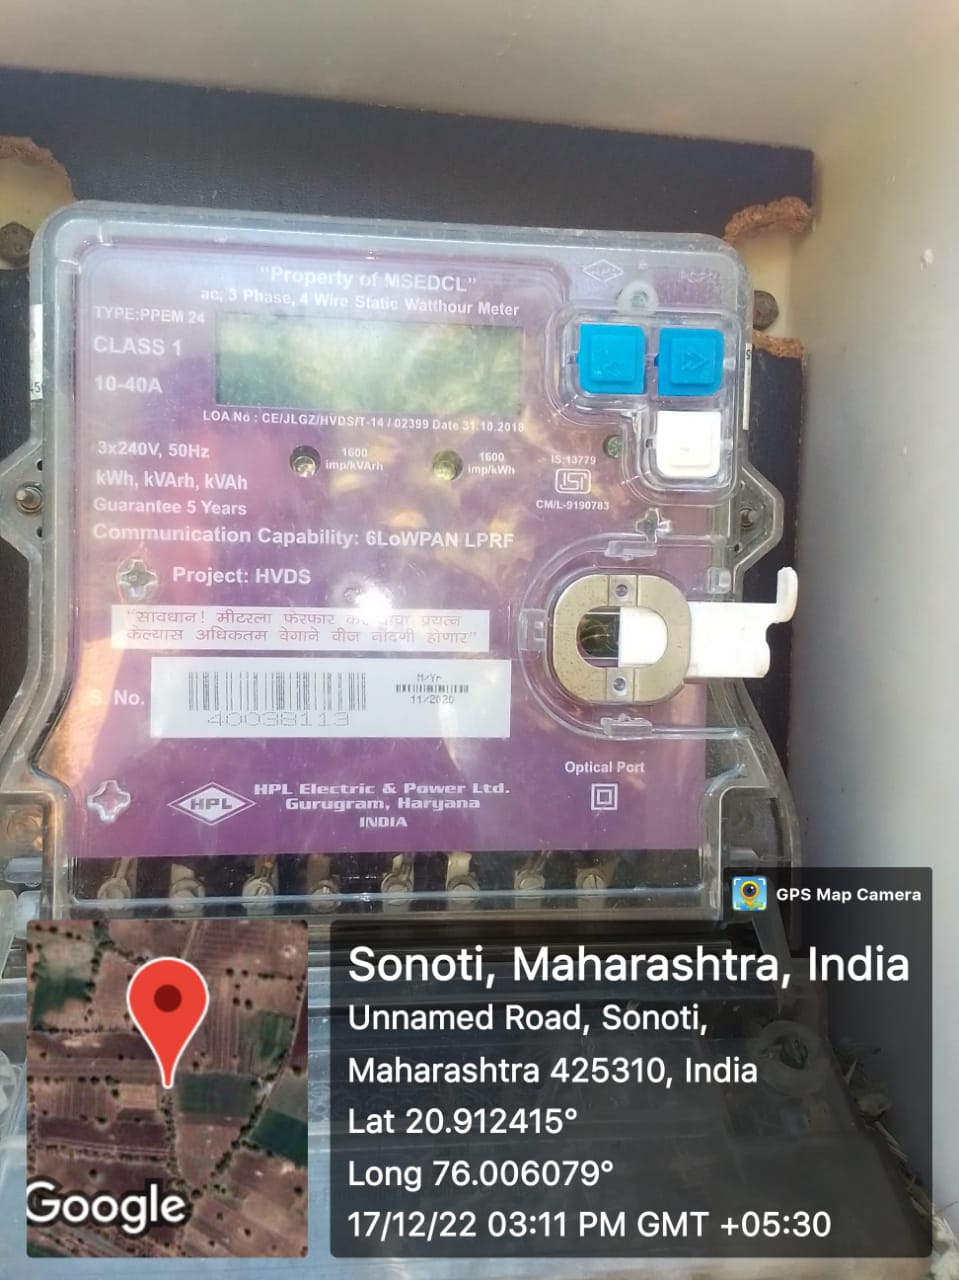 "Property of MSEDCL"
ac, 3 Phase, 4 Wire Static Watthour Meter
TYPE:PPEM 24
CLASS 1
10-40A
LOA No : CE/JLGZ/HVDS/T-14 / 02399 Date 31.10.2018
3x240V, 50Hz
1600
imp/kVArh
1600
imp/kWh
IS:13779
kWh, kVArh, kVAh
CM/L-9190783
Guarantee 5 Years
Communication Capability: 6LoWPAN LPRF
Project: HVDS
"सावधान! मीटरला फेरफार
केल्यास अधिकतम वेगाने वीज नोंदणी होणार"
S. No.
40038113
M/Yr
11/2020
HPL
HPL Electric & Power Ltd.
Gurugram, Haryana
INDIA
Optical Port
GPS Map Camera
Sonoti, Maharashtra, India
Unnamed Road, Sonoti,
Maharashtra 425310, India
Lat 20.912415°
Long 76.006079°
17/12/22 03:11 PM GMT +05:30
Google